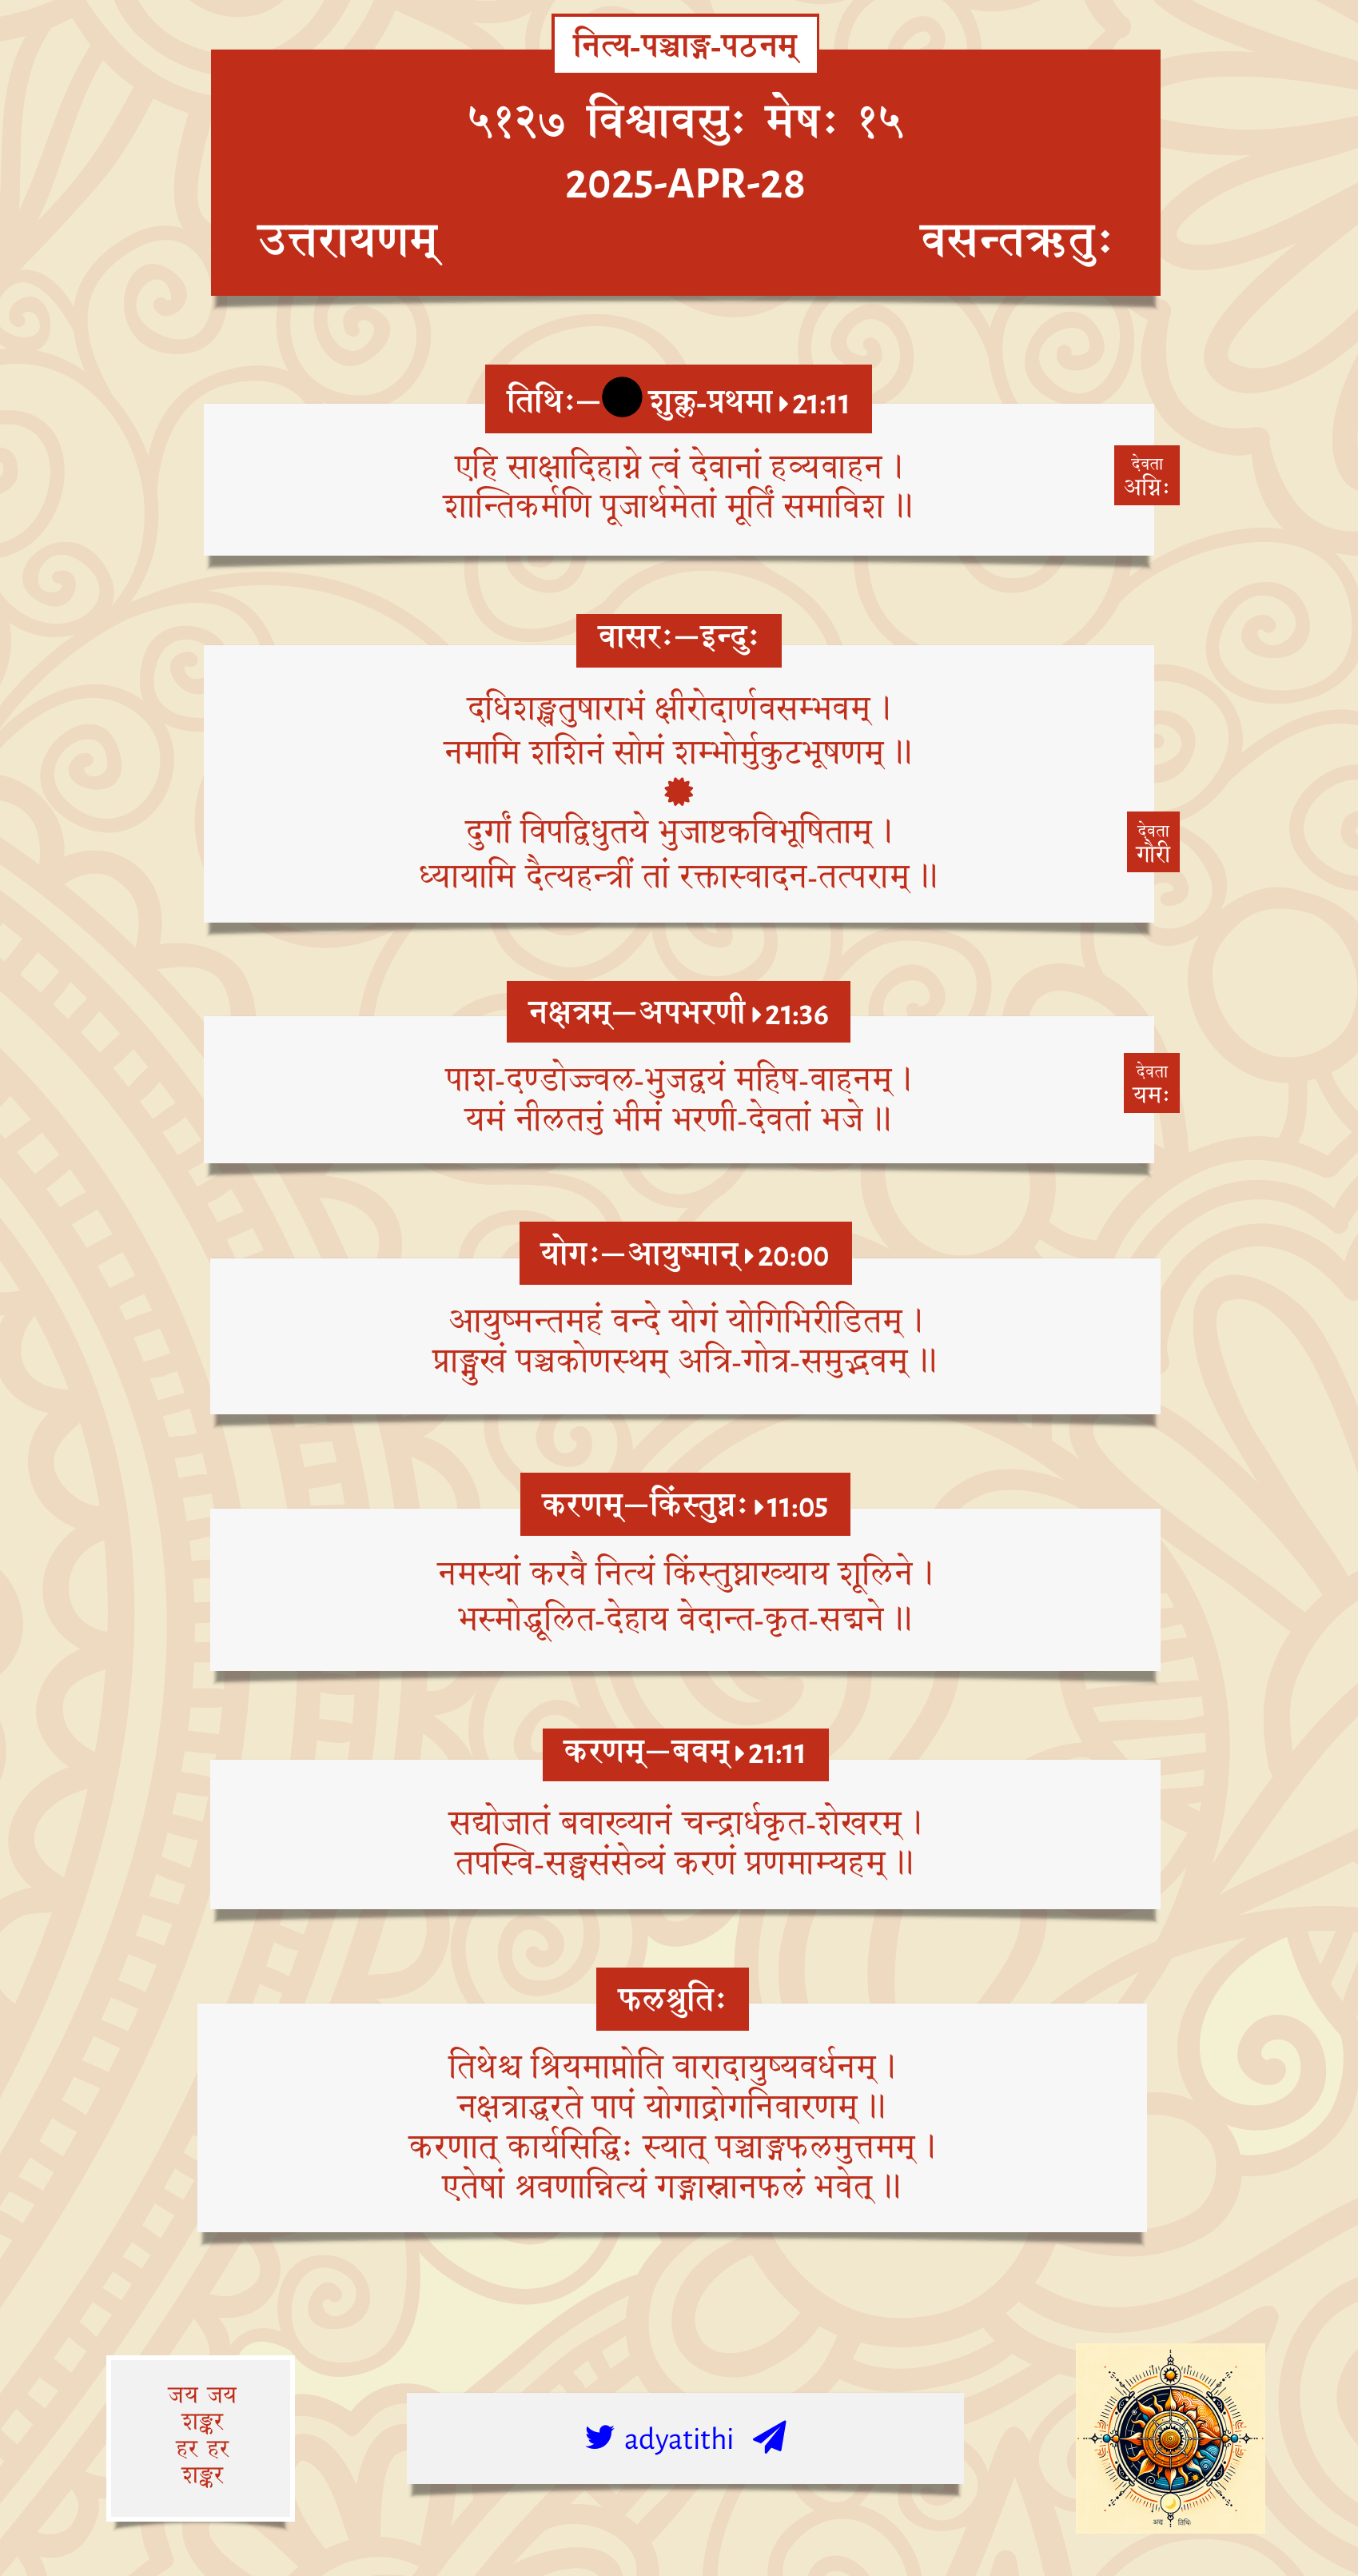 नित्य-पञ्चाङ्ग-पठनम्
५१२७ विश्वावसुः मेषः १५
2025-APR-28
उत्तरायणम् वसन्तऋतुः
तिथिः— शुक्ल-प्रथमा 21:11
एहि साक्षादिहाग्ने त्वं देवानां हव्यवाहन ।
शान्तिकर्मणि पूजार्थमेतां मूर्तिं समाविश ॥
देवता
अग्निः
वासरः—इन्दुः
दधिशङ्खतुषाराभं क्षीरोदार्णवसम्भवम् ।
नमामि शशिनं सोमं शम्भोर्मुकुटभूषणम् ॥
दुर्गां विपद्विधुतये भुजाष्टकविभूषिताम् ।
ध्यायामि दैत्यहन्त्रीं तां रक्तास्वादन-तत्पराम् ॥
देवता
गौरी
नक्षत्रम्—अपभरणी 21:36
पाश-दण्डोज्ज्वल-भुजद्वयं महिष-वाहनम् ।
यमं नीलतनुं भीमं भरणी-देवतां भजे ॥
देवता
यमः
योगः—आयुष्मान् 20:00
आयुष्मन्तमहं वन्दे योगं योगिभिरीडितम् ।
प्राङ्मुखं पञ्चकोणस्थम् अत्रि-गोत्र-समुद्भवम् ॥
करणम्—किंस्तुघ्नः 11:05
नमस्यां करवै नित्यं किंस्तुघ्नाख्याय शूलिने ।
भस्मोद्धूलित-देहाय वेदान्त-कृत-सद्मने ॥
करणम्—बवम् 21:11
सद्योजातं बवाख्यानं चन्द्रार्धकृत-शेखरम् ।
तपस्वि-सङ्घसंसेव्यं करणं प्रणमाम्यहम् ॥
फलश्रुतिः
तिथेश्च श्रियमाप्नोति वारादायुष्यवर्धनम् ।
नक्षत्राद्धरते पापं योगाद्रोगनिवारणम् ॥
करणात् कार्यसिद्धिः स्यात् पञ्चाङ्गफलमुत्तमम् ।
एतेषां श्रवणान्नित्यं गङ्गास्नानफलं भवेत् ॥
जय जय
शङ्कर
हर हर
शङ्कर
adyatithi
अद्य तिथिः